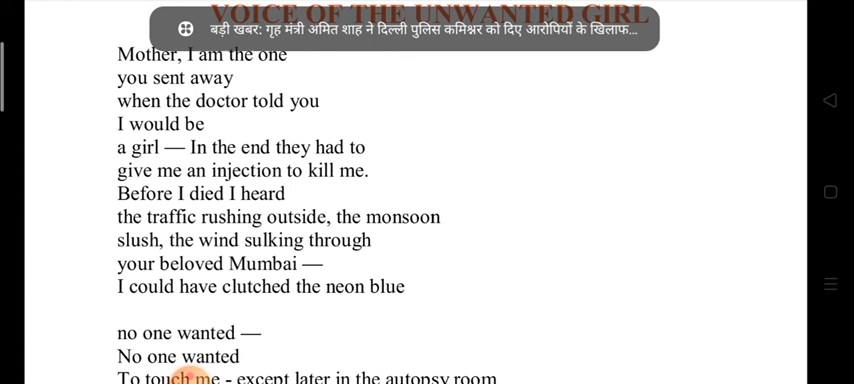 VOICE OF THE UNWANTED GIRL
बड़ी खबर: गृह मंत्री अमित शाह ने दिल्ली पुलिस कमिश्नर को दिए आरोपियों के खिलाफ...
Mother, I am the one
you sent away
when the doctor told you
I would be
a girl — In the end they had to
give me an injection to kill me.
Before I died I heard
the traffic rushing outside, the monsoon
slush, the wind sulking through
your beloved Mumbai —
I could have clutched the neon blue
no one wanted —
No one wanted
To touch me - except later in the autopsy room